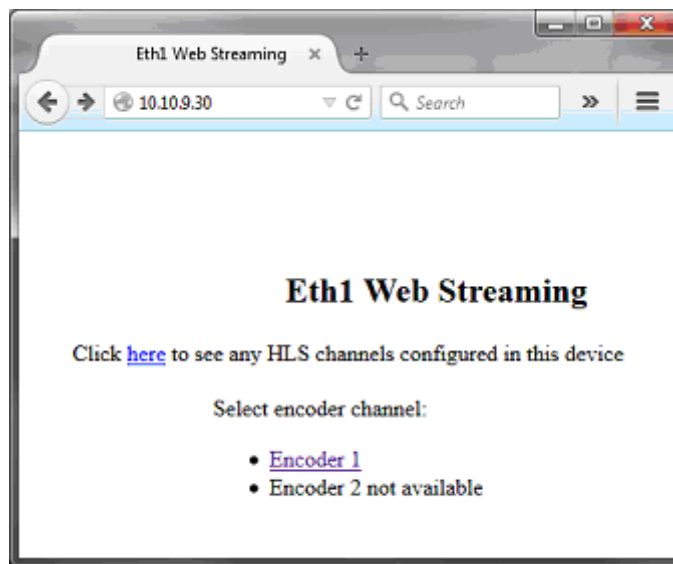 Eth1 Web Streaming
10.10.9.30
Search
Eth1 Web Streaming
Click here to see any HLS channels configured in this device
Select encoder channel:
Encoder 1
Encoder 2 not available